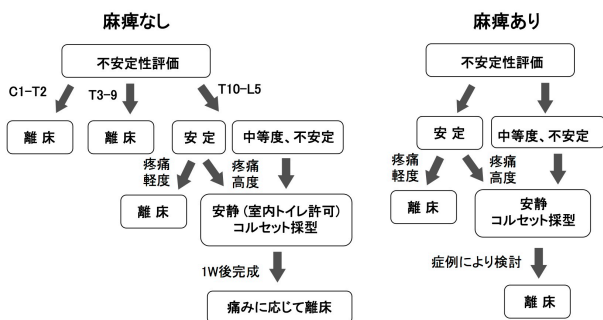 麻痺なし
不安定性評価
C1-T2
T3-9
T10-L5
離 床
離 床
安 定
中等度、不安定
疼痛
軽度
疼痛
高度
離 床
安静(室内トイレ許可)
コルセット採型
1W後完成
痛みに応じて離床
麻痺あり
不安定性評価
安 定
中等度、不安定
疼痛
軽度
疼痛
高度
離 床
安静
コルセット採型
症例により検討
離 床